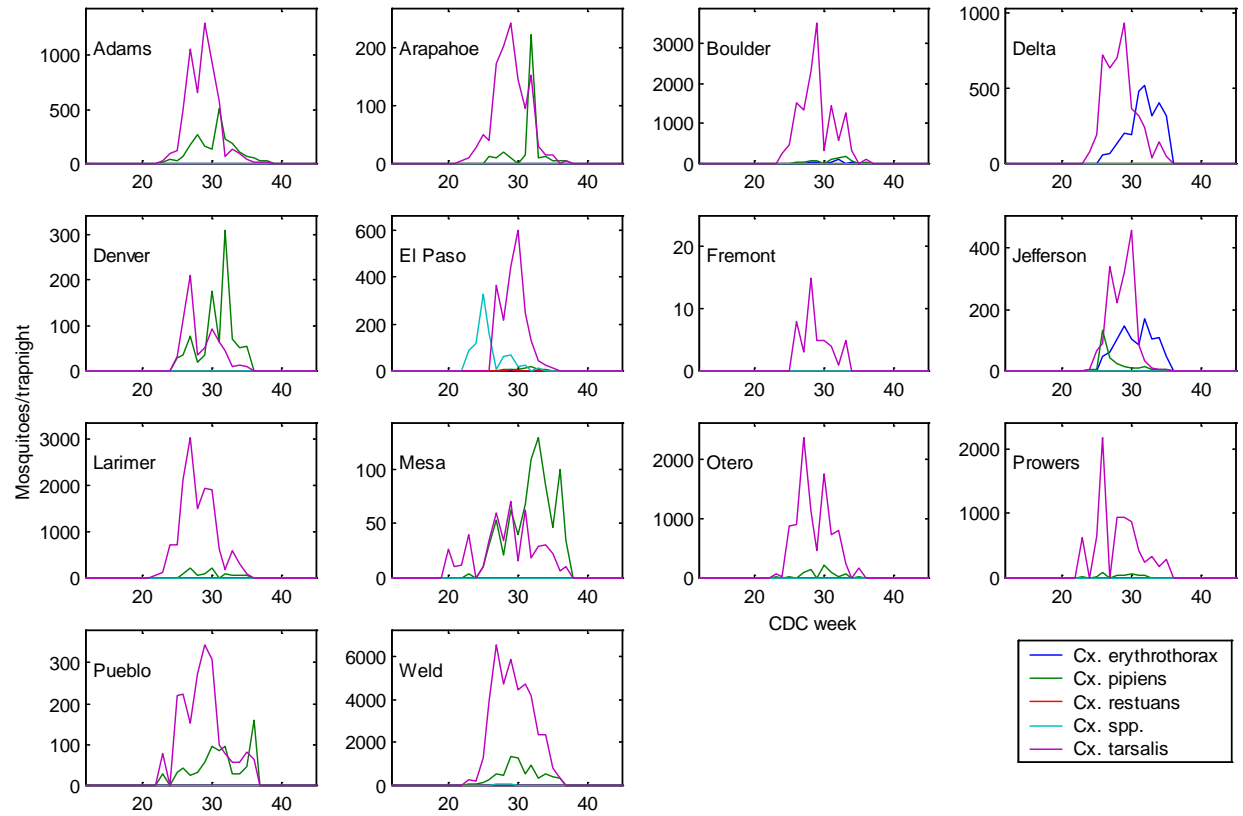 Adams
1000
500
0
20 30 40
Arapahoe
200
100
0
20 30 40
Boulder
3000
2000
1000
0
20 30 40
Delta
1000
500
0
20 30 40
Mosquitoes/trapnight
Denver
300
200
100
0
20 30 40
El Paso
600
400
200
0
20 30 40
Fremont
20
10
0
20 30 40
Jefferson
400
200
0
20 30 40
Larimer
3000
2000
1000
0
20 30 40
Mesa
100
50
0
20 30 40
Otero
2000
1000
0
20 30 40
CDC week
Prowers
2000
1000
0
20 30 40
Pueblo
300
200
100
0
20 30 40
Weld
6000
4000
2000
0
20 30 40
Cx. erythrothorax
Cx. pipiens
Cx. restuans
Cx. spp.
Cx. tarsalis